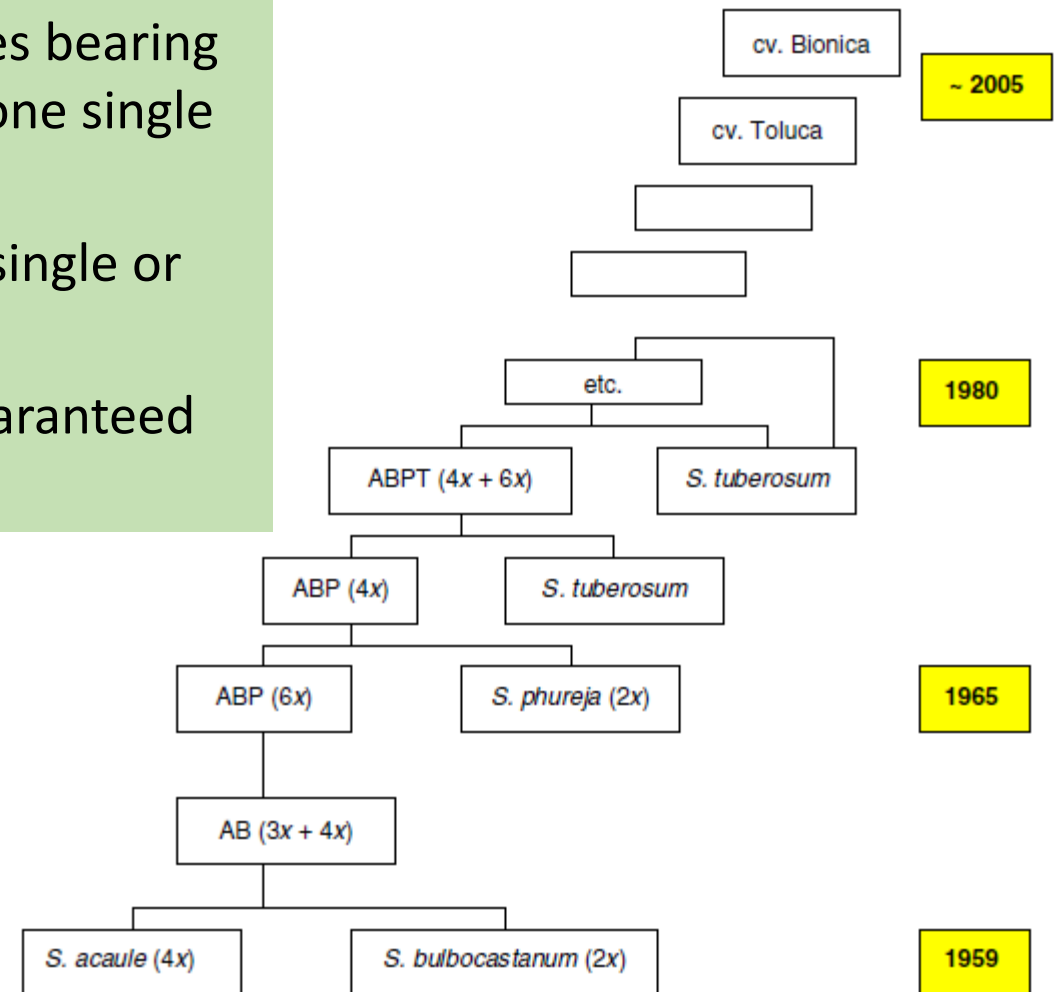 es bearing
one single
single or
aranteed
cv. Bionica
~ 2005
cv. Toluca
etc.
1980
ABPT (4x + 6x)
S. tuberosum
ABP (4x)
S. tuberosum
ABP (6x)
S. phureja (2x)
1965
AB (3x + 4x)
S. acaule (4x)
S. bulbocastanum (2x)
1959